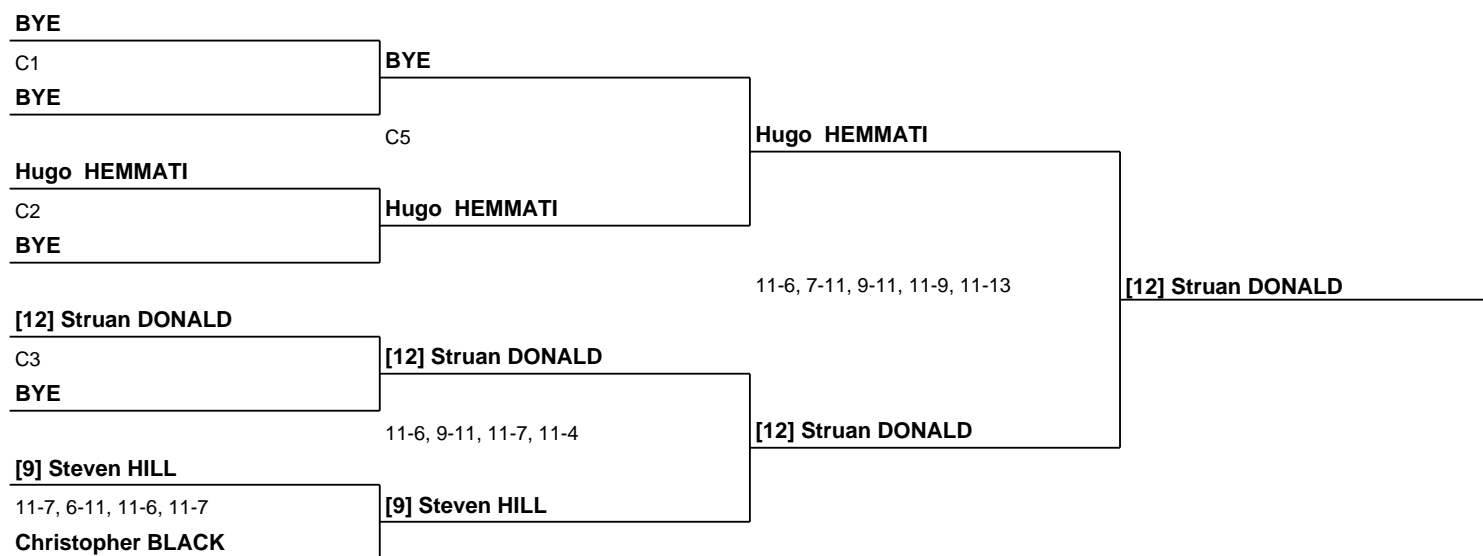 BYE
C1
BYE
BYE
C5
Hugo HEMMATI
Hugo HEMMATI
C2
Hugo HEMMATI
BYE
11-6, 7-11, 9-11, 11-9, 11-13
[12] Struan DONALD
[12] Struan DONALD
C3
[12] Struan DONALD
BYE
11-6, 9-11, 11-7, 11-4
[12] Struan DONALD
[9] Steven HILL
11-7, 6-11, 11-6, 11-7
[9] Steven HILL
Christopher BLACK